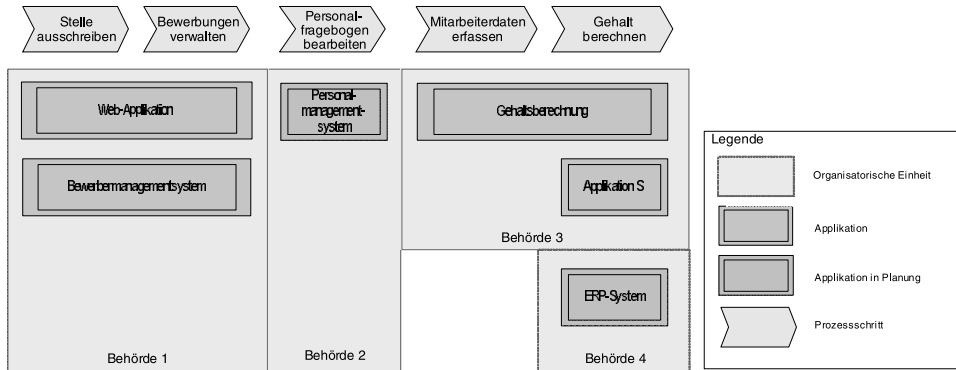 Stelle
ausschreiben
Bewerbungen
verwalten
Personal-
fragebogen
bearbeiten
Mitarbeiterdaten
erfassen
Gehalt
berechnen
Web-Applikation
Personal-
management-
system
Gehaltsberechnung
Bewerbermanagementsystem
Applikation S
Behörde 3
ERP-System
Behörde 1
Behörde 2
Behörde 4
Legende
Organisatorische Einheit
Applikation
Applikation in Planung
Prozessschritt